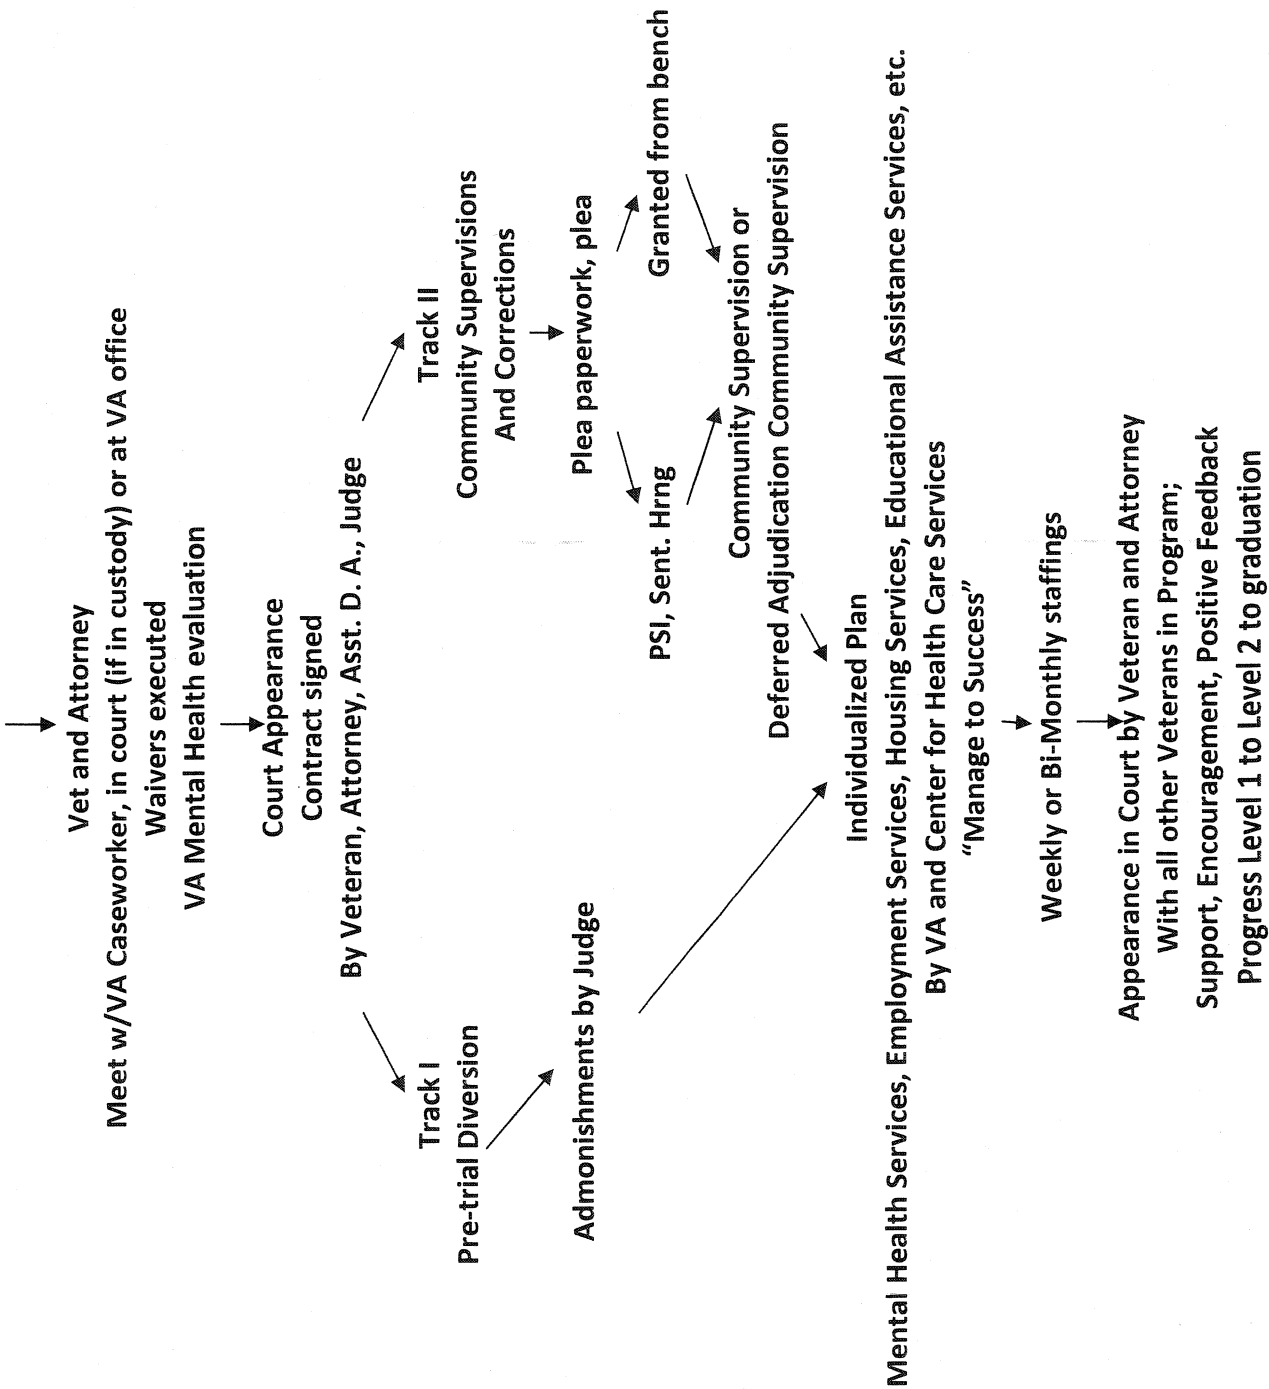 Vet and Attorney
Meet w/VA Caseworker, in court (if in custody) or at VA office
Waivers executed
VA Mental Health evaluation
Court Appearance
Contract signed
By Veteran, Attorney, Asst. D. A., Judge
Track I
Pre-trial Diversion
Admonishments by Judge
Track II
Community Supervisions
And Corrections
Plea paperwork, plea
PSI, Sent. Hrng
Granted from bench
Community Supervision or
Deferred Adjudication Community Supervision
Individualized Plan
Mental Health Services, Employment Services, Housing Services, Educational Assistance Services, etc.
By VA and Center for Health Care Services
“Manage to Success”
Weekly or Bi-Monthly staffings
Appearance in Court by Veteran and Attorney
With all other Veterans in Program;
Support, Encouragement, Positive Feedback
Progress Level 1 to Level 2 to graduation